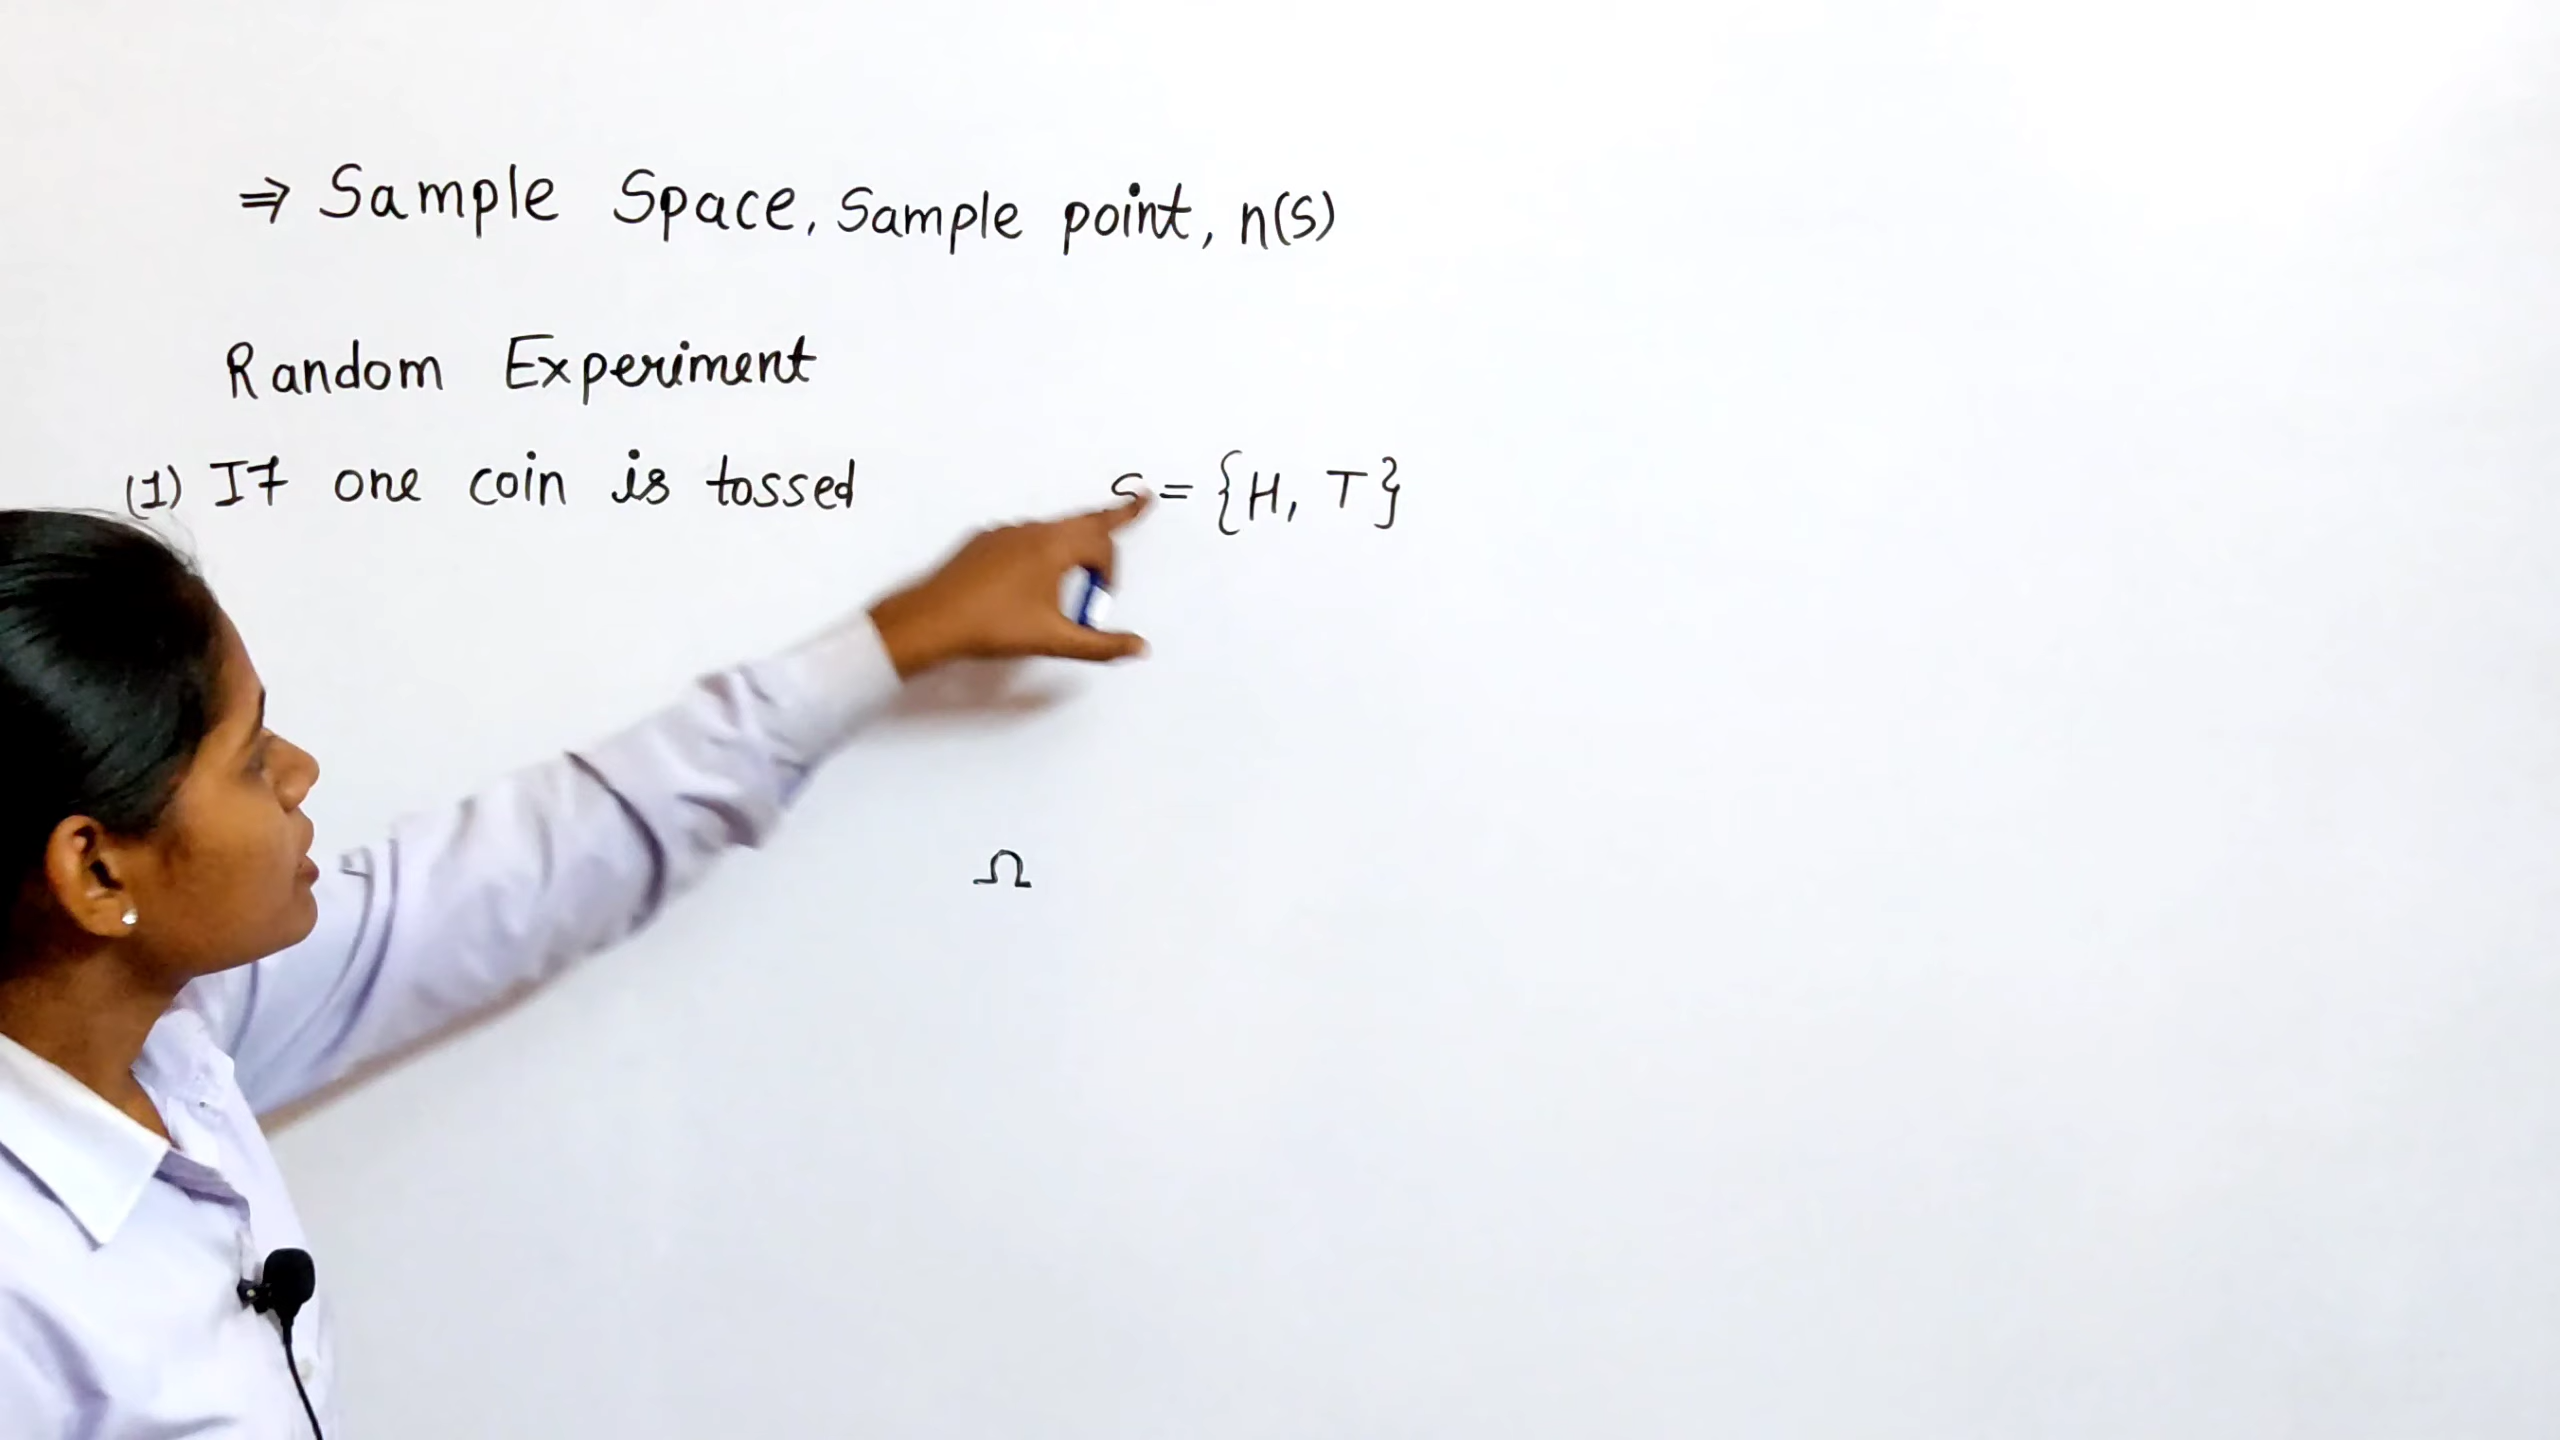 ⇒ Sample Space, Sample point, n(S)
Random Experiment
(1) If one coin is tossed S = {H, T}
Ω